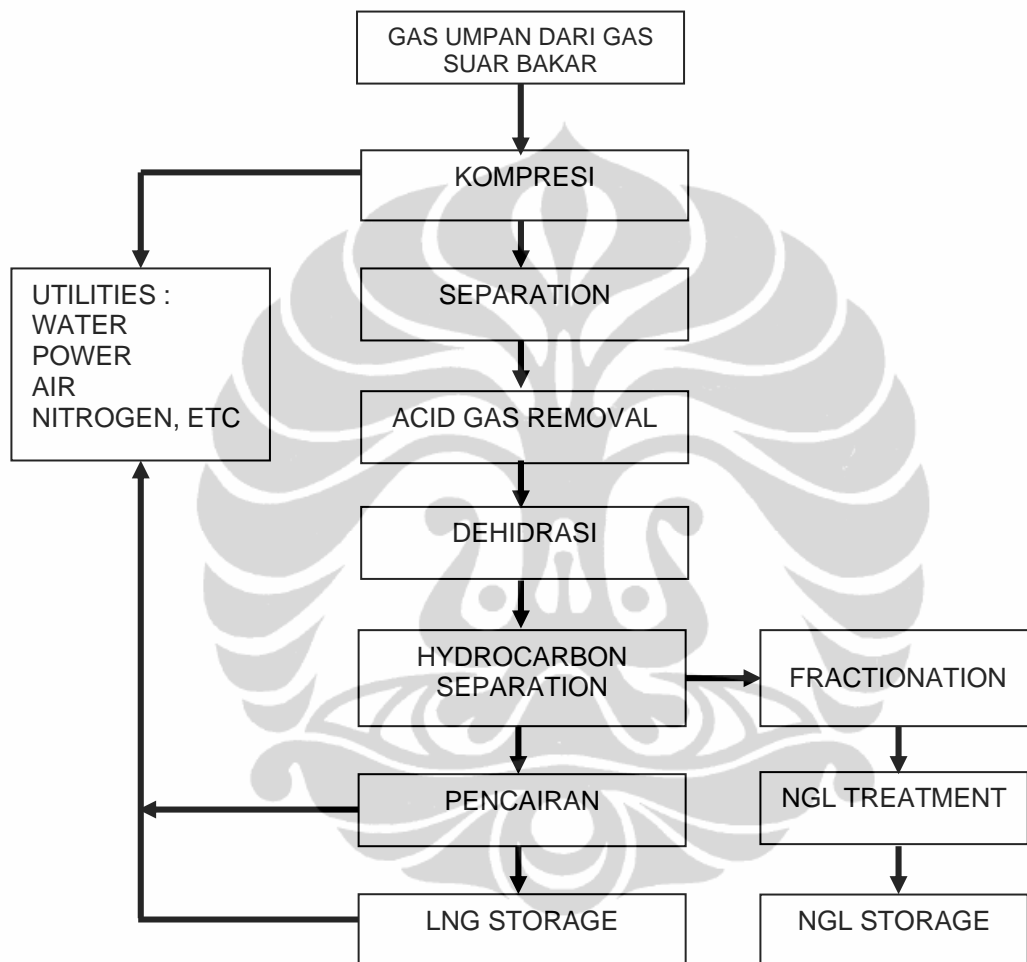 GAS UMPAN DARI GAS
SUAR BAKAR
KOMPRESI
UTILITIES :
WATER
POWER
AIR
NITROGEN, ETC
SEPARATION
ACID GAS REMOVAL
DEHIDRASI
HYDROCARBON
SEPARATION
FRACTIONATION
PENCAIRAN
NGL TREATMENT
LNG STORAGE
NGL STORAGE